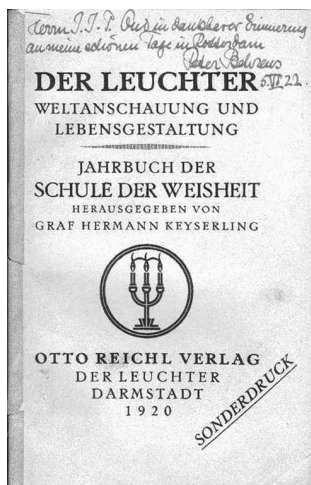 Herrn J. J. P. Oud in dankbarer Erinnerung
an meine schönen Tage in Rotterdam
Peter Behrens
5.VI.22.
DER LEUCHTER
WELTANSCHAUUNG UND
LEBENSGESTALTUNG
JAHRBUCH DER
SCHULE DER WEISHEIT
HERAUSGEGEBEN VON
GRAF HERMANN KEYSERLING
OTTO REICHL VERLAG
DER LEUCHTER
DARMSTADT
1920
SONDERDRUCK